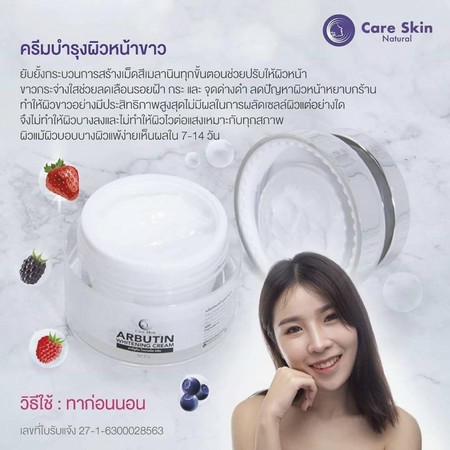 Care Skin
Natural
ครีมบำรุงผิวหน้าขาว
ยับยั้งกระบวนการสร้างเม็ดสีเมลานินทุกขั้นตอนช่วยปรับให้ผิวหน้า
ขาวกระจ่างใสช่วยลดเลือนรอยฝ้า กระ และ จุดด่างดำ ลดปัญหาผิวหน้าหยาบกร้าน
ทำให้ผิวขาวอย่างมีประสิทธิภาพสูงสุดไม่มีผลในการผลัดเซลล์ผิวแต่อย่างใด
จึงไม่ทำให้ผิวบางลงและไม่ทำให้ผิวไวต่อแสงเหมาะกับทุกสภาพ
ผิวแม้ผิวบอบบางผิวแพ้ง่ายเห็นผลใน 7-14 วัน
Care Skin
ARBUTIN
WHITENING CREAM
วิธีใช้ : ทาก่อนนอน
เลขที่ใบรับแจ้ง 27-1-6300028563